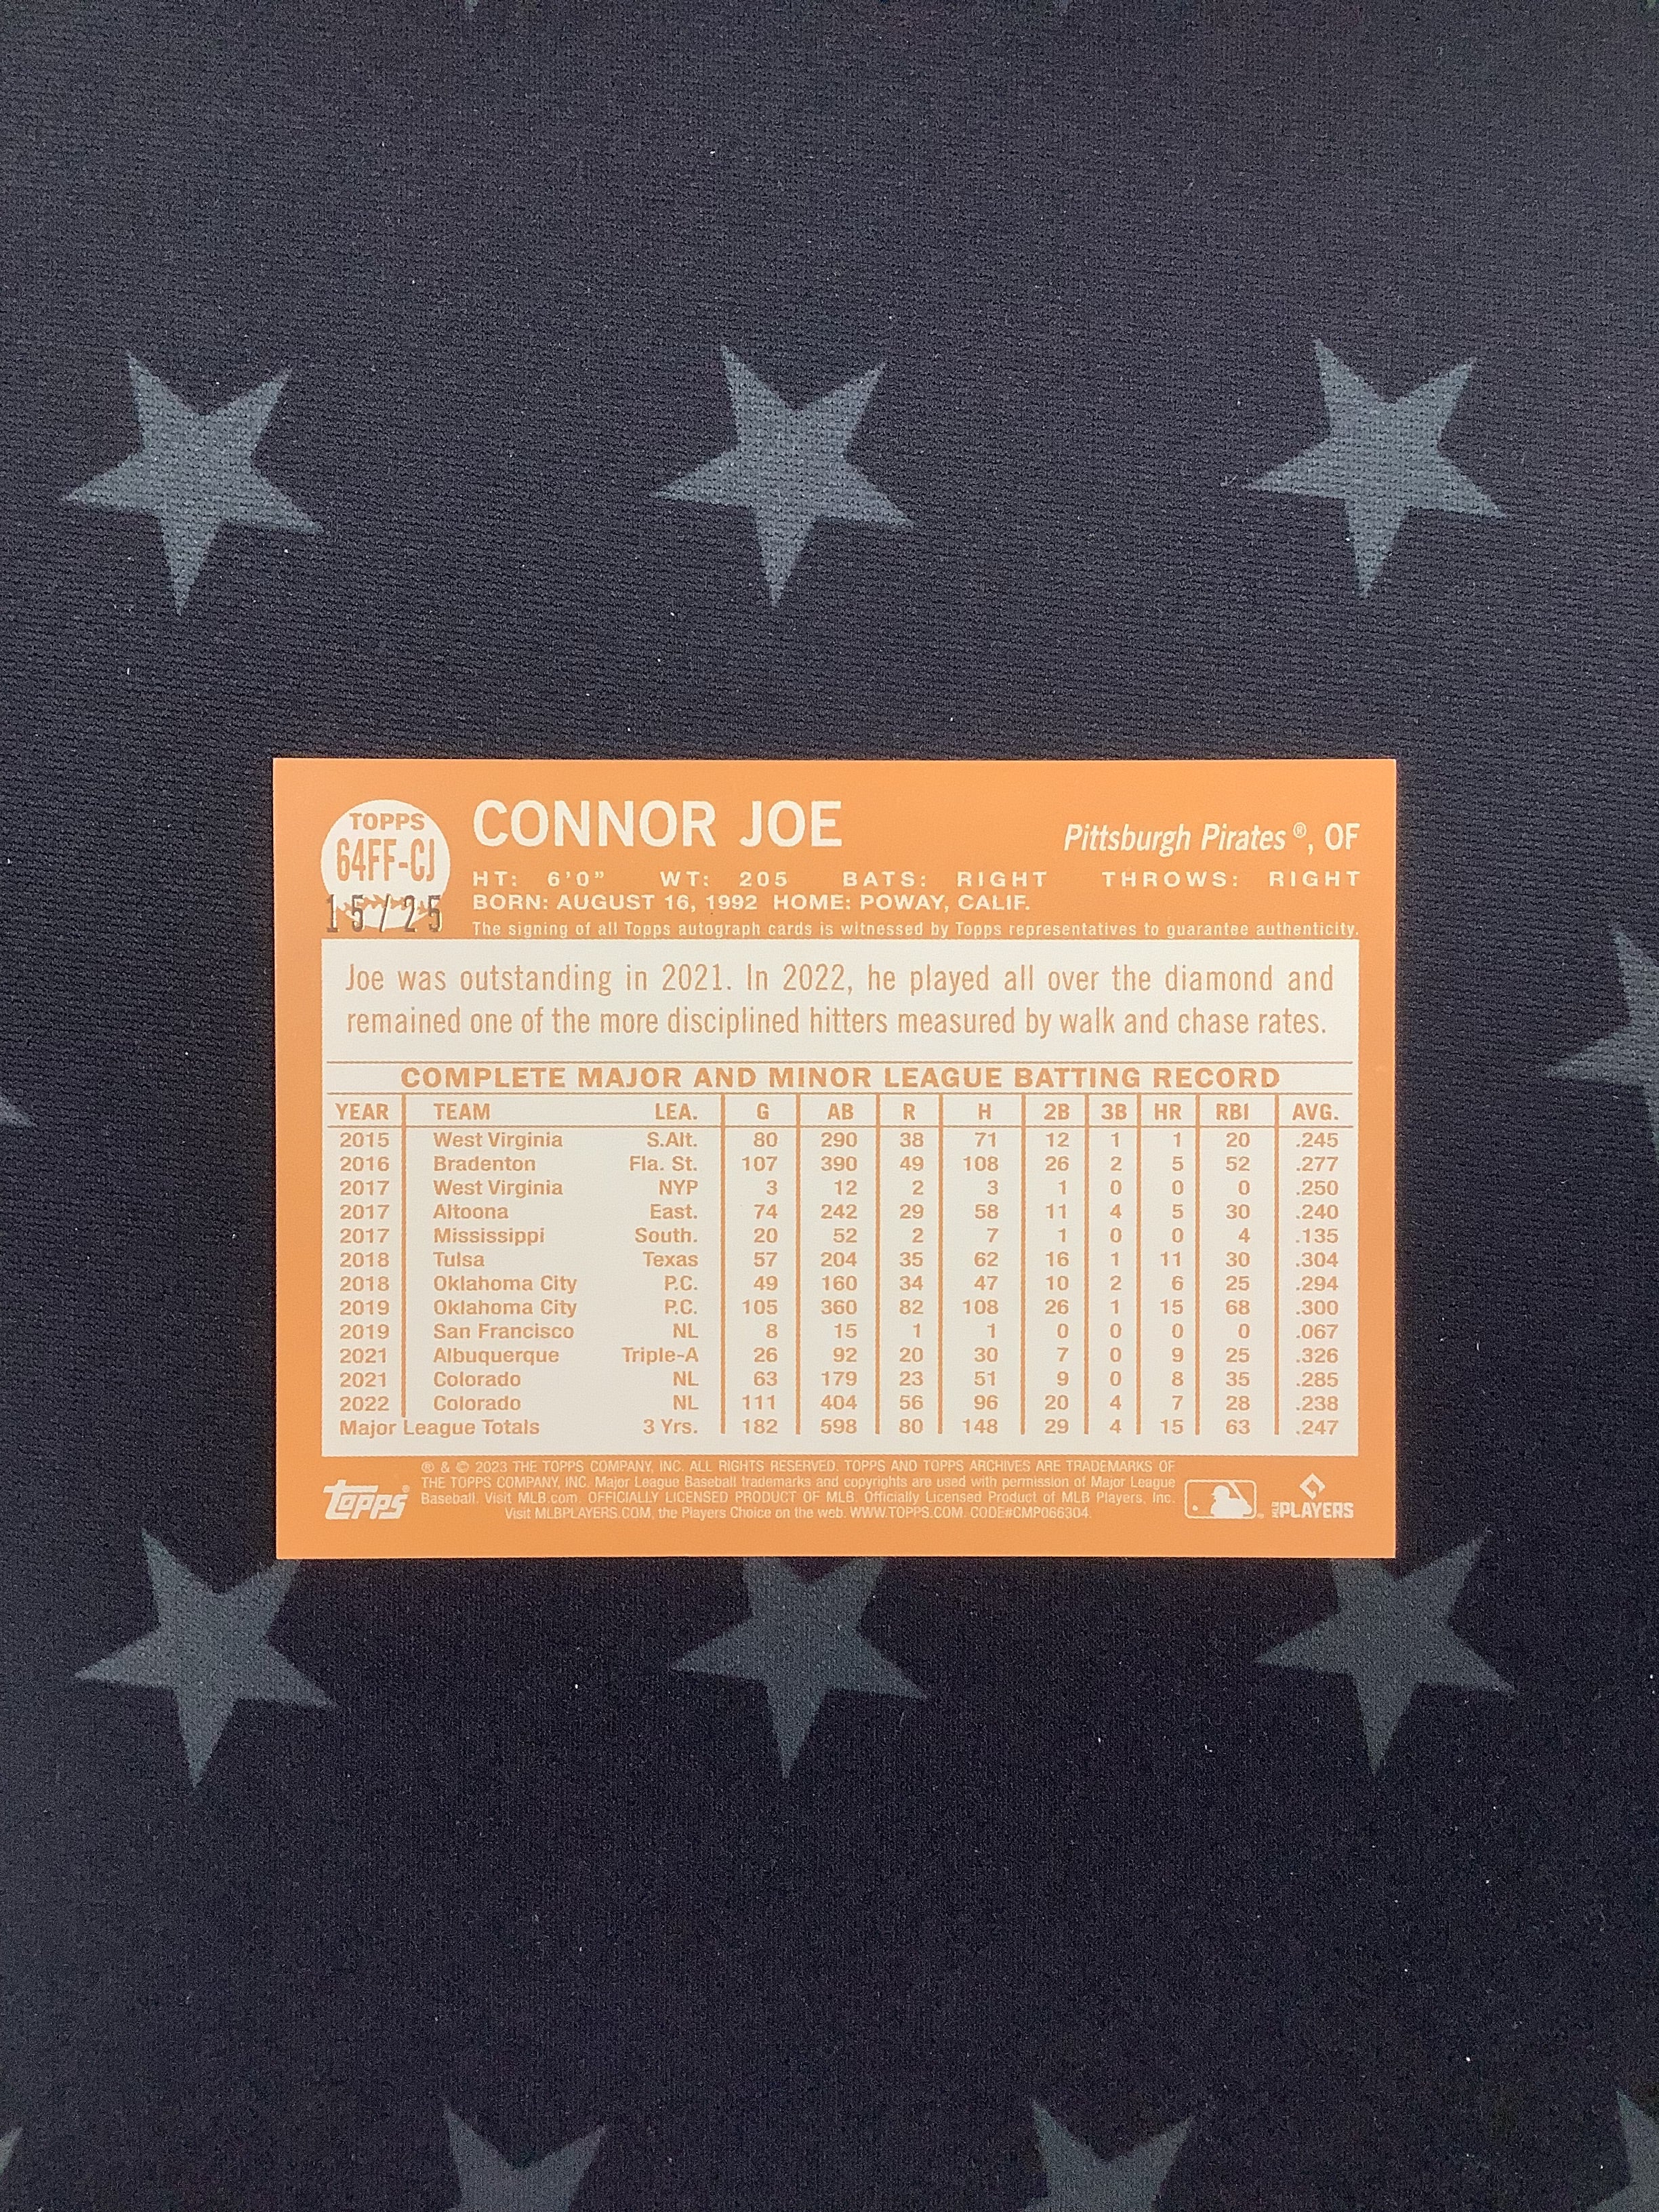 TOPPS
64FF-CJ
15/25
CONNOR JOE
Pittsburgh Pirates®, OF
HT: 6'0" WT: 205 BATS: RIGHT THROWS: RIGHT
BORN: AUGUST 16, 1992 HOME: POWAY, CALIF.
The signing of all Topps autograph cards is witnessed by Topps representatives to guarantee authenticity.
Joe was outstanding in 2021. In 2022, he played all over the diamond and
remained one of the more disciplined hitters measured by walk and chase rates.
COMPLETE MAJOR AND MINOR LEAGUE BATTING RECORD
YEAR TEAM LEA. G AB R H 2B 3B HR RBI AVG.
2015 West Virginia S.Alt. 80 290 38 71 12 1 1 20 .245
2016 Bradenton Fla. St. 107 390 49 108 26 2 5 52 .277
2017 West Virginia NYP 3 12 2 3 1 0 0 0 .250
2017 Altoona East. 74 242 29 58 11 4 5 30 .240
2017 Mississippi South. 20 52 2 7 1 0 0 4 .135
2018 Tulsa Texas 57 204 35 62 16 1 11 30 .304
2018 Oklahoma City P.C. 49 160 34 47 10 2 6 25 .294
2019 Oklahoma City P.C. 105 360 82 108 26 1 15 68 .300
2019 San Francisco NL 8 15 1 1 0 0 0 0 .067
2021 Albuquerque Triple-A 26 92 20 30 7 0 9 25 .326
2021 Colorado NL 63 179 23 51 9 0 8 35 .285
2022 Colorado NL 111 404 56 96 20 4 7 28 .238
Major League Totals 3 Yrs. 182 598 80 148 29 4 15 63 .247
® & © 2023 THE TOPPS COMPANY, INC. ALL RIGHTS RESERVED. TOPPS AND TOPPS ARCHIVES ARE TRADEMARKS OF
THE TOPPS COMPANY, INC. Major League Baseball trademarks and copyrights are used with permission of Major League
Baseball. Visit MLB.com. OFFICIALLY LICENSED PRODUCT OF MLB. Officially Licensed Product of MLB Players, Inc.
Visit MLBPLAYERS.COM, the Players Choice on the web. WWW.TOPPS.COM. CODE#CMP086304.
Topps®
MLB PLAYERS